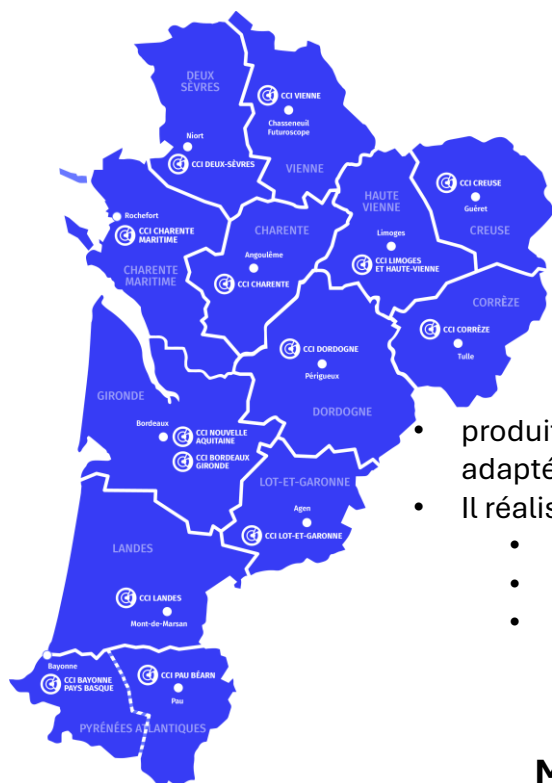 DEUX
SÈVRES
CCI VIENNE
Chasseneuil
Futuroscope
Niort
CCI DEUX-SÈVRES
VIENNE
HAUTE
VIENNE
CCI CREUSE
Guéret
CREUSE
Rochefort
CCI CHARENTE
MARITIME
CHARENTE
MARITIME
CHARENTE
Angoulême
CCI CHARENTE
Limoges
CCI LIMOGES
ET HAUTE-VIENNE
CORRÈZE
CCI CORRÈZE
Tulle
CCI DORDOGNE
Périgueux
DORDOGNE
GIRONDE
Bordeaux
CCI NOUVELLE
AQUITAINE
CCI BORDEAUX
GIRONDE
• produit
adapté
• Il réalis
•
•
•
LOT-ET-GARONNE
Agen
CCI LOT-ET-GARONNE
LANDES
CCI LANDES
Mont-de-Marsan
Bayonne
CCI BAYONNE
PAYS BASQUE
CCI PAU BÉARN
Pau
PYRÉNÉES ATLANTIQUES